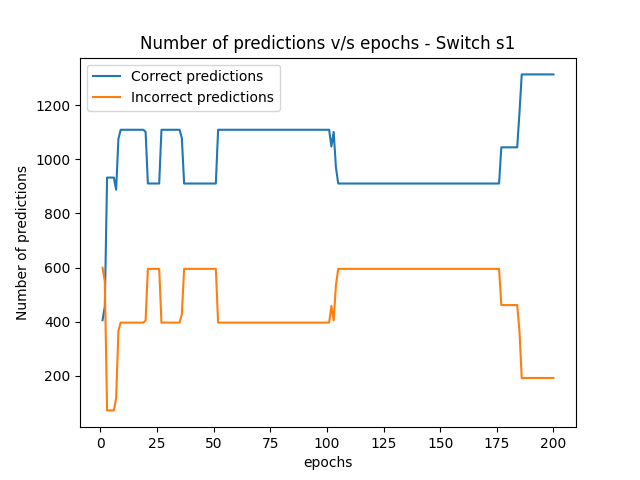 Number of predictions v/s epochs - Switch s1
Correct predictions
Incorrect predictions
1200
1000
800
600
400
200
Number of predictions
0 25 50 75 100 125 150 175 200
epochs